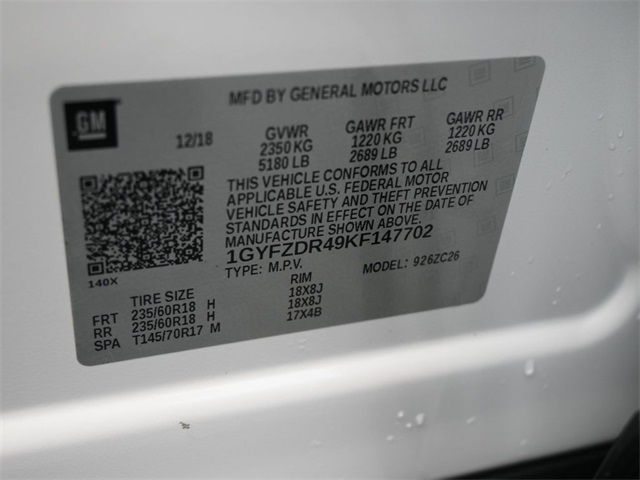 MFD BY GENERAL MOTORS LLC
GM
12/18
GVWR GAWR FRT GAWR RR
2350 KG 1220 KG 1220 KG
5180 LB 2689 LB 2689 LB
THIS VEHICLE CONFORMS TO ALL
APPLICABLE U.S. FEDERAL MOTOR
VEHICLE SAFETY AND THEFT PREVENTION
STANDARDS IN EFFECT ON THE DATE OF
MANUFACTURE SHOWN ABOVE.
1GYFZDR49KF147702
TYPE: M.P.V. MODEL: 926ZC26
140X
TIRE SIZE RIM
FRT 235/60R18 H 18X8J
RR 235/60R18 H 18X8J
SPA T145/70R17 M 17X4B